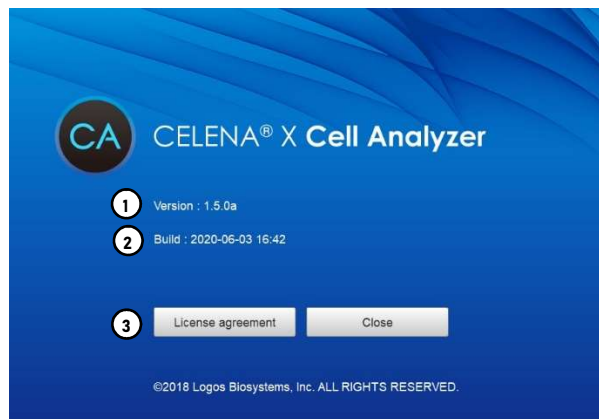 CA CELENA® X Cell Analyzer
1 Version : 1.5.0a
2 Build : 2020-06-03 16:42
3 License agreement Close
©2018 Logos Biosystems, Inc. ALL RIGHTS RESERVED.